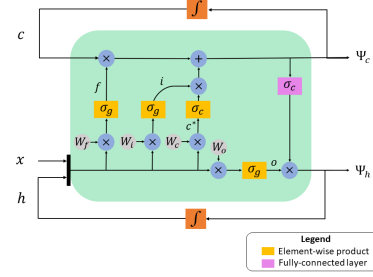 ∫
c
Ψc
× +
f i ×
σc
σg σg σc
c*
Wf × Wi × Wc × Wo
x
× σg o × Ψh
h
∫
Legend
Element-wise product
Fully-connected layer